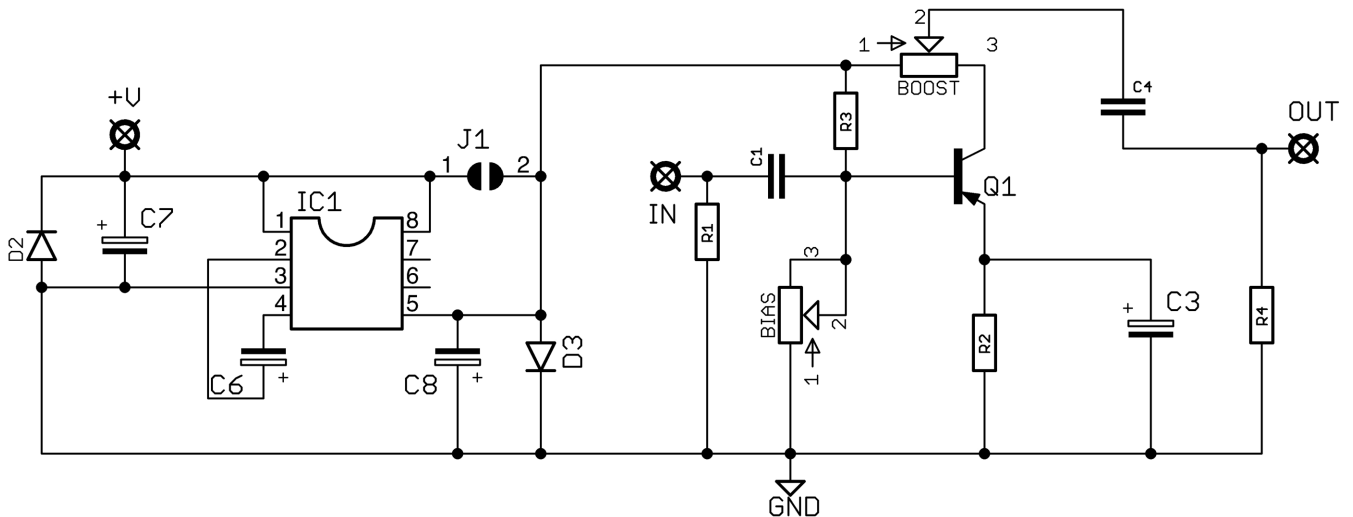 2
1
3
BOOST
C4
+V
R3
OUT
J1
1
2
C1
IC1
Q1
C7
+
IN
1
8
D2
2
7
R1
3
3
6
BIAS
2
C3
+
4
5
R4
R2
D3
1
C6
+
C8
+
GND